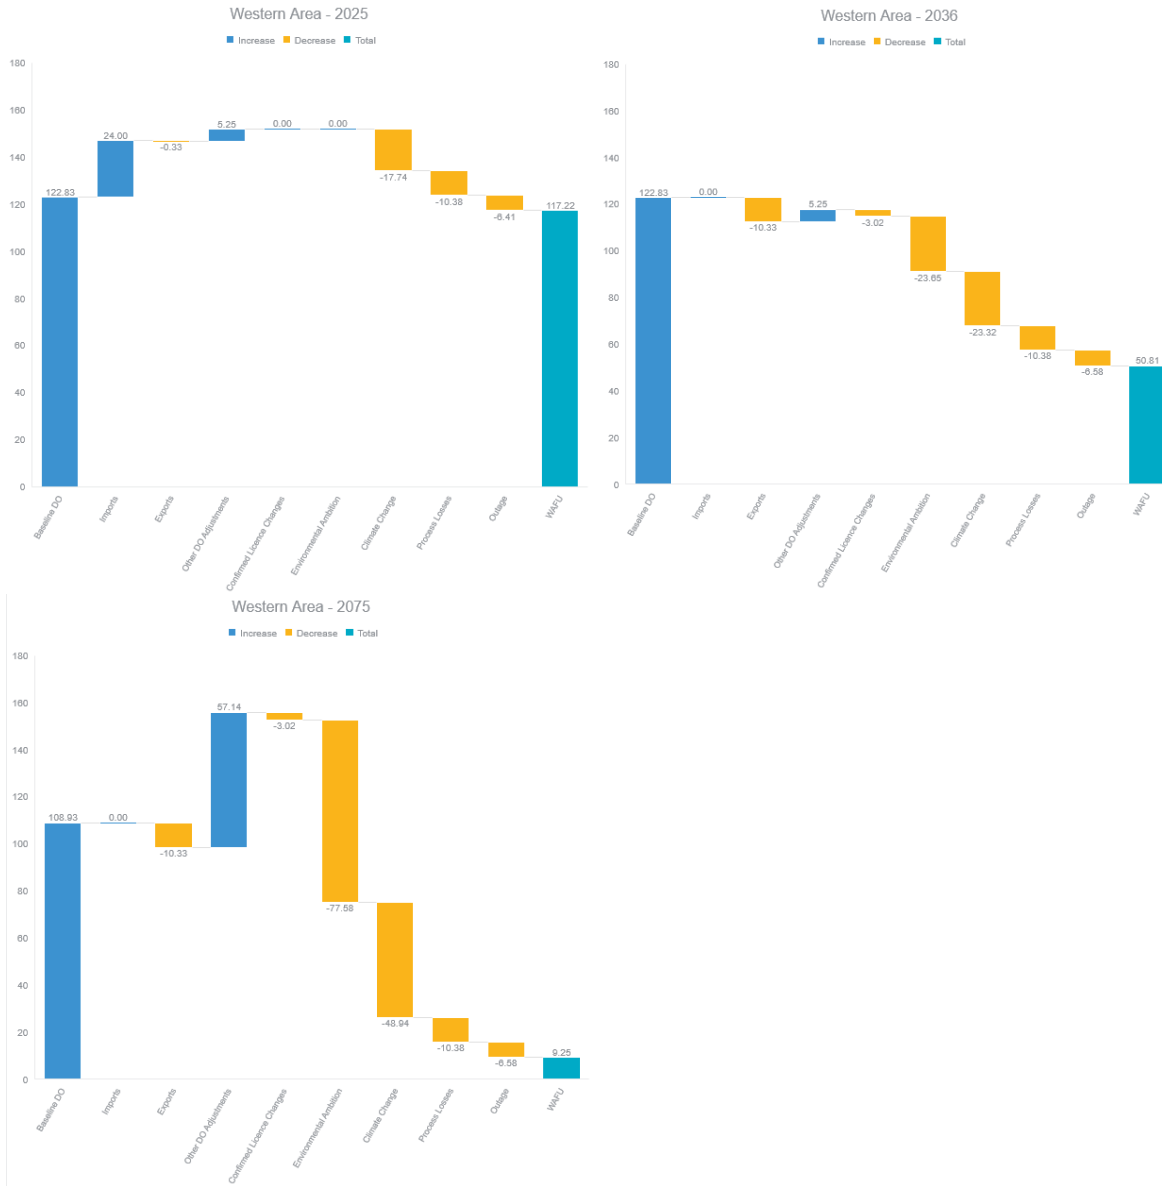 Western Area - 2025
Increase Decrease Total
180
160
140
120
100
80
60
40
20
0
122.83
24.00
-0.33
5.25
0.00
0.00
-17.74
-10.38
-6.41
117.22
Baseline DO
Imports
Exports
Other DO Adjustments
Confirmed Licence Changes
Environmental Ambition
Climate Change
Process Losses
Outage
WAFU
Western Area - 2036
Increase Decrease Total
180
160
140
120
100
80
60
40
20
0
122.83
0.00
-10.33
5.25
-3.02
-23.65
-23.32
-10.38
-6.58
50.81
Baseline DO
Imports
Exports
Other DO Adjustments
Confirmed Licence Changes
Environmental Ambition
Climate Change
Process Losses
Outage
WAFU
Western Area - 2075
Increase Decrease Total
180
160
140
120
100
80
60
40
20
0
108.93
0.00
-10.33
57.14
-3.02
-77.58
-48.94
-10.38
-6.58
9.25
Baseline DO
Imports
Exports
Other DO Adjustments
Confirmed Licence Changes
Environmental Ambition
Climate Change
Process Losses
Outage
WAFU